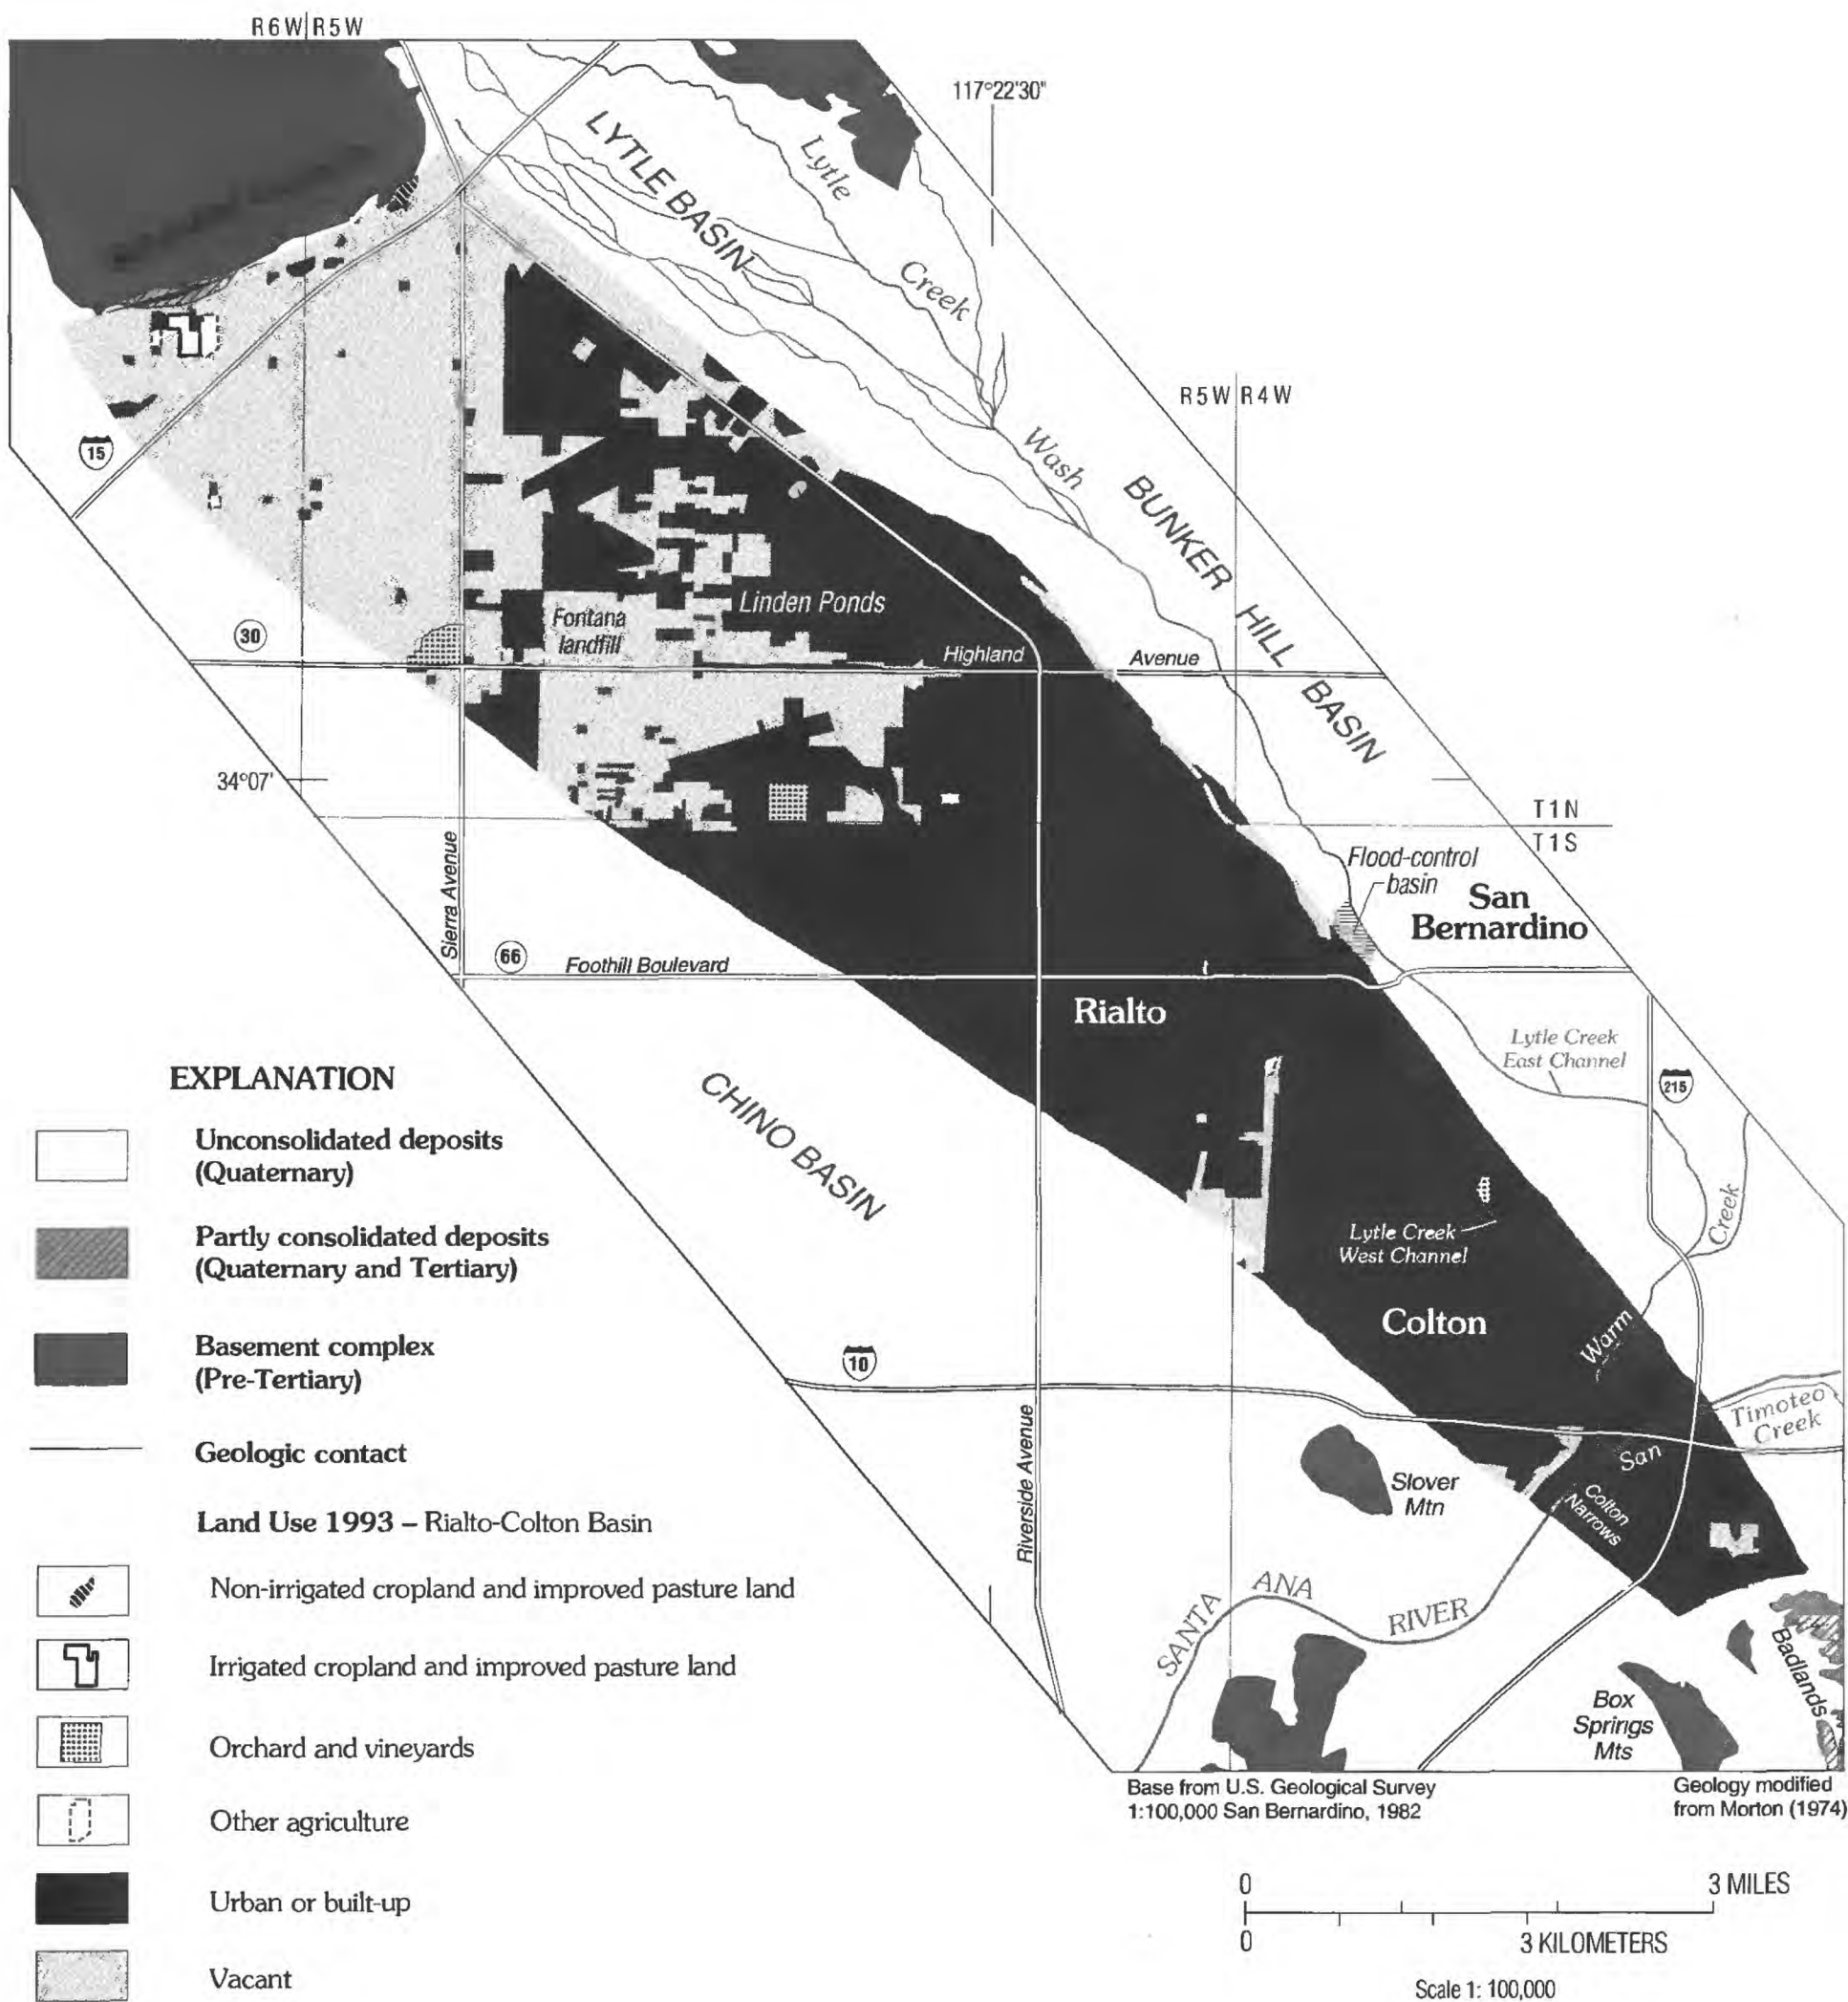 R6W R5W
117°22'30"
LYTLE BASIN
Lytle
Creek
Wash
R5W R4W
BUNKER HILL BASIN
15
30
Fontana
landfill
Linden Ponds
Highland Avenue
34°07'
T1N
T1S
Flood-control
basin
San
Bernardino
Sierra Avenue
66
Foothill Boulevard
Rialto
Lytle Creek
East Channel
215
CHINO BASIN
Creek
Lytle Creek
West Channel
Colton
Warm
10
Timoteo
Creek
San
Slover
Mtn
Colton
Narrows
Riverside Avenue
SANTA ANA RIVER
Badlands
Box
Springs
Mts
Base from U.S. Geological Survey
1:100,000 San Bernardino, 1982
Geology modified
from Morton (1974)
0 3 MILES
0 3 KILOMETERS
Scale 1: 100,000
EXPLANATION
Unconsolidated deposits
(Quaternary)
Partly consolidated deposits
(Quaternary and Tertiary)
Basement complex
(Pre-Tertiary)
Geologic contact
Land Use 1993 – Rialto-Colton Basin
Non-irrigated cropland and improved pasture land
Irrigated cropland and improved pasture land
Orchard and vineyards
Other agriculture
Urban or built-up
Vacant